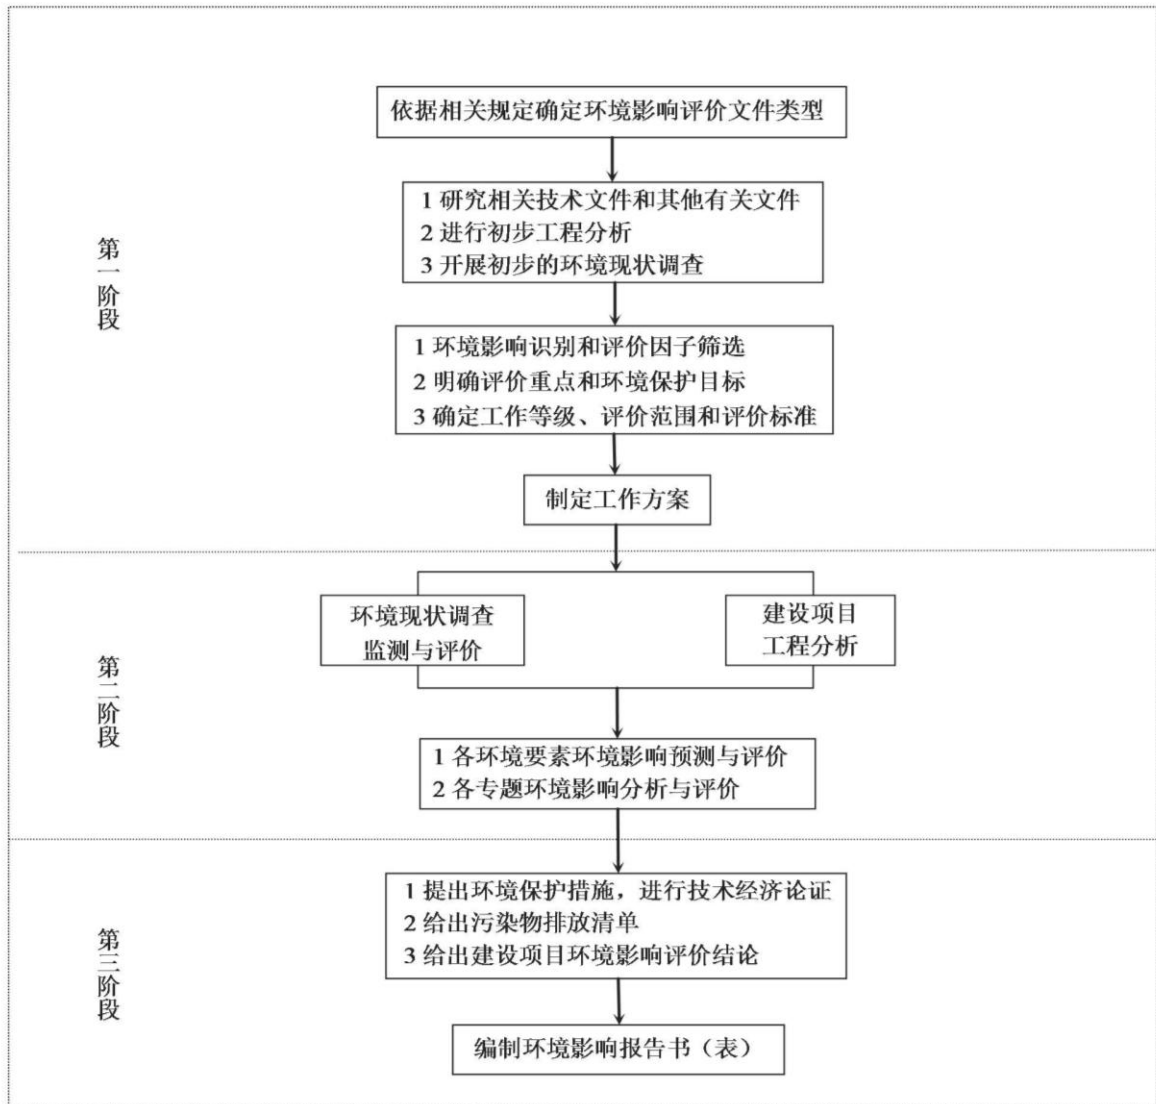 依据相关规定确定环境影响评价文件类型
1 研究相关技术文件和其他有关文件
2 进行初步工程分析
3 开展初步的环境现状调查
第一阶段
1 环境影响识别和评价因子筛选
2 明确评价重点和环境保护目标
3 确定工作等级、评价范围和评价标准
制定工作方案
环境现状调查
监测与评价
建设项目
工程分析
第二阶段
1 各环境要素环境影响预测与评价
2 各专题环境影响分析与评价
1 提出环境保护措施，进行技术经济论证
2 给出污染物排放清单
3 给出建设项目环境影响评价结论
第三阶段
编制环境影响报告书（表）